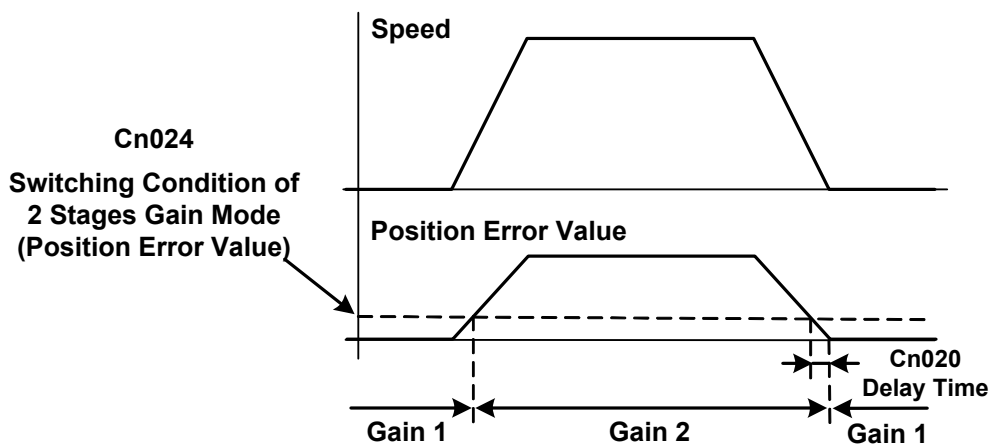 Speed
Cn024
Switching Condition of
2 Stages Gain Mode
(Position Error Value)
Position Error Value
Cn020
Delay Time
Gain 1
Gain 2
Gain 1